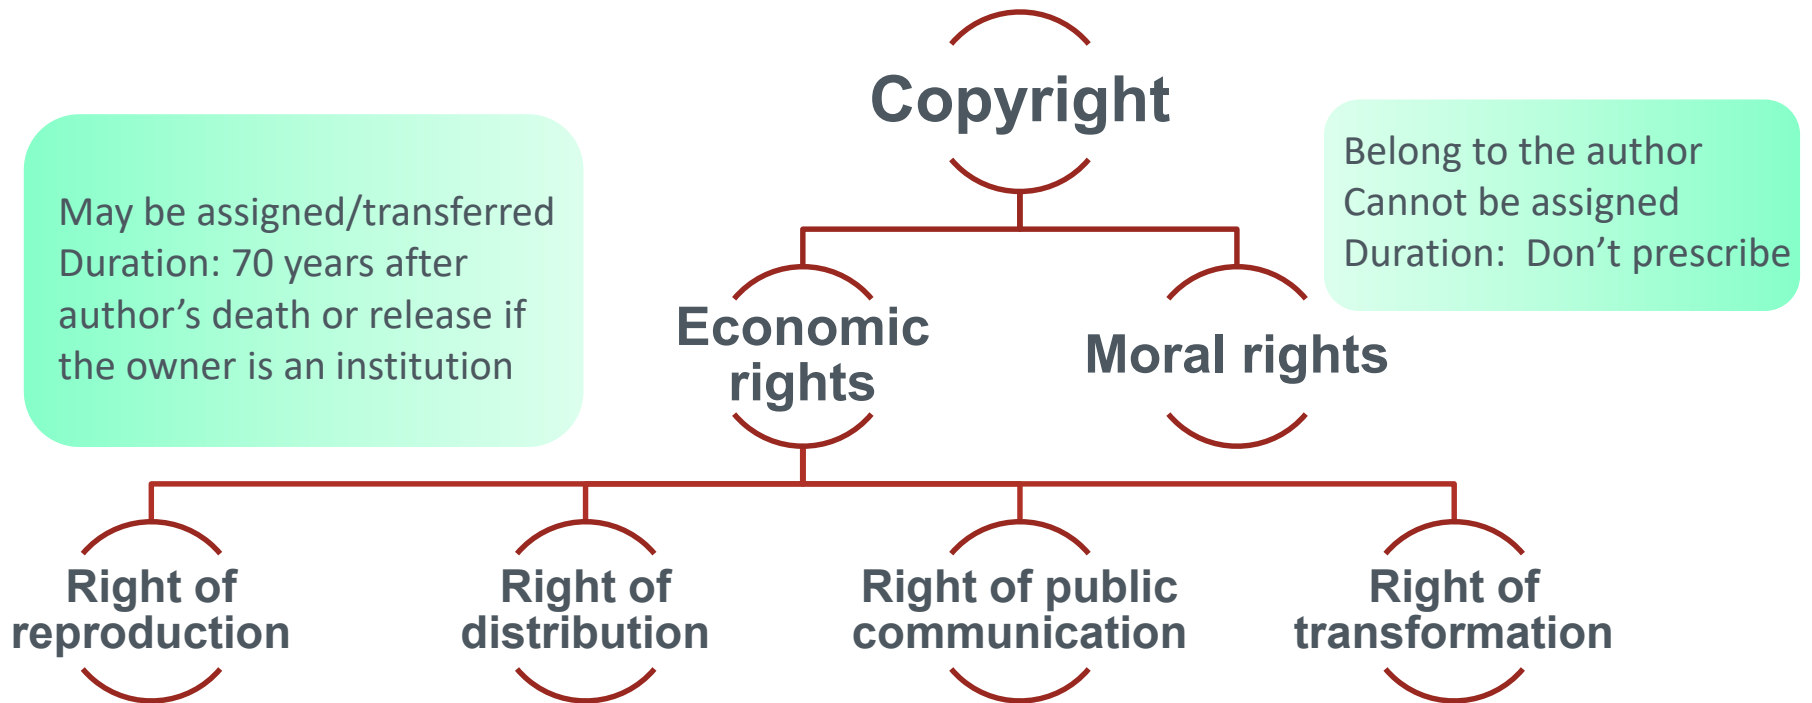 Copyright
May be assigned/transferred
Duration: 70 years after
author’s death or release if
the owner is an institution
Belong to the author
Cannot be assigned
Duration:  Don’t prescribe
Economic
rights
Moral rights
Right of
reproduction
Right of
distribution
Right of public
communication
Right of
transformation